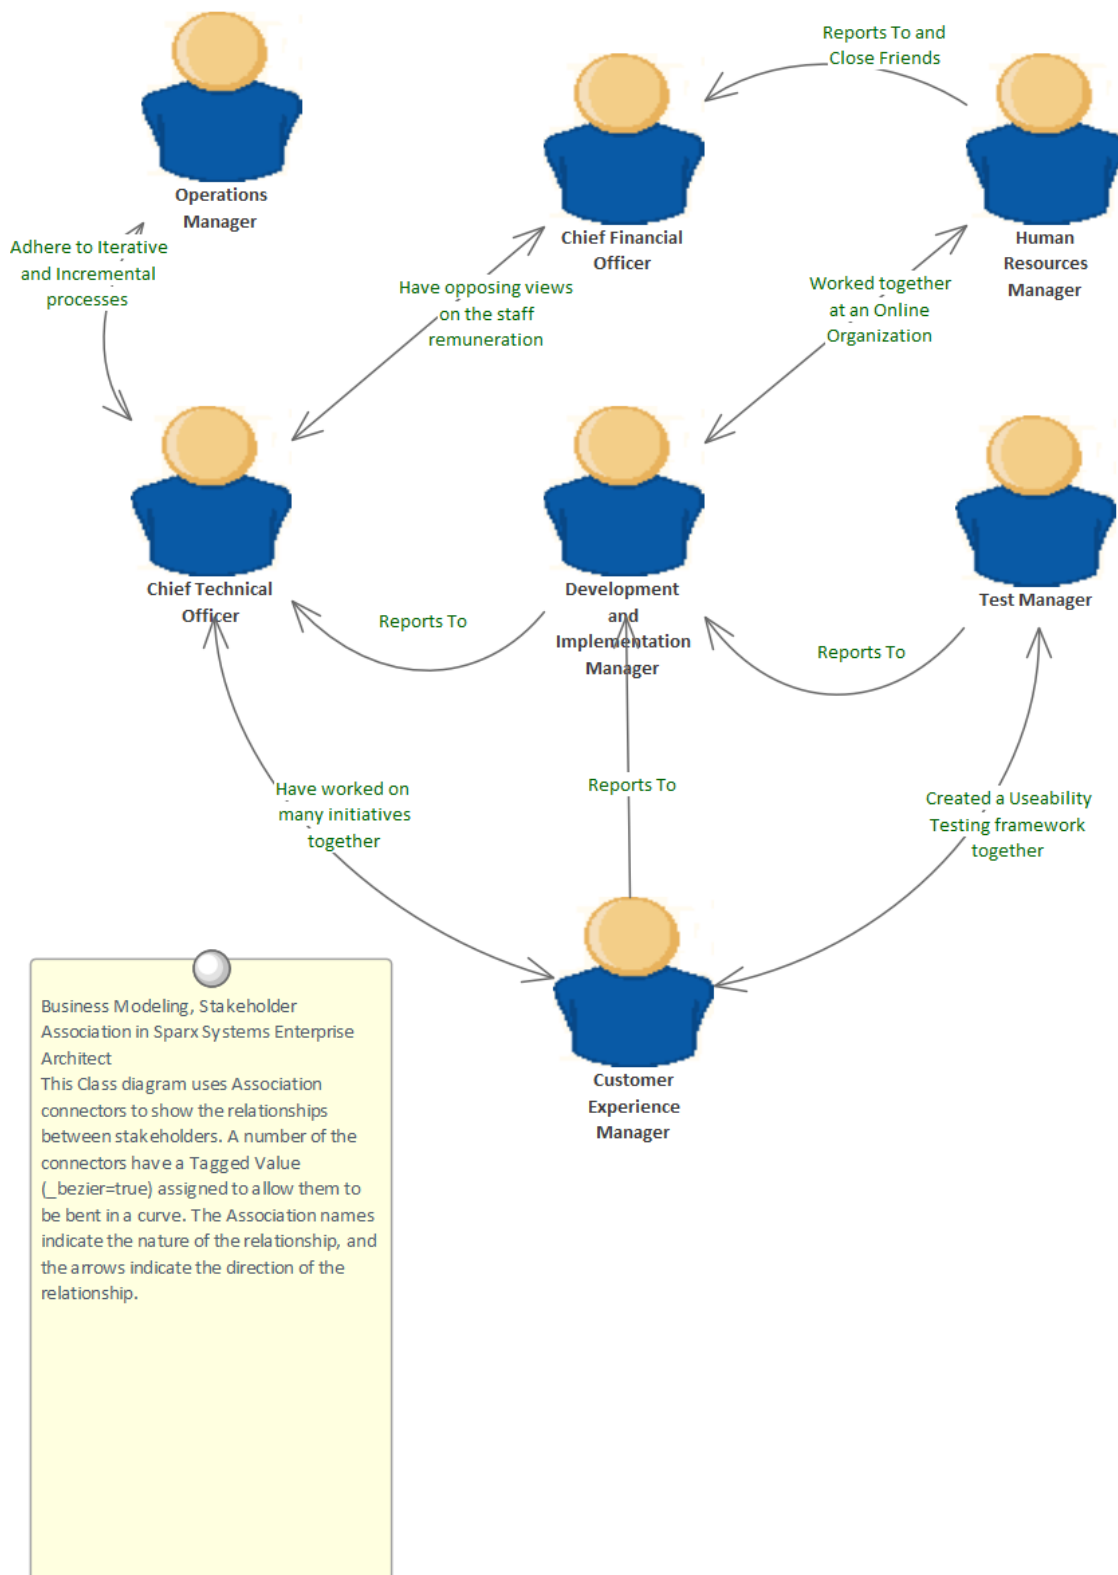 Reports To and
Close Friends
Operations
Manager
Chief Financial
Officer
Human
Resources
Manager
Adhere to Iterative
and Incremental
processes
Have opposing views
on the staff
remuneration
Worked together
at an Online
Organization
Chief Technical
Officer
Development
and
Implementation
Manager
Test Manager
Reports To
Reports To
Have worked on
many initiatives
together
Reports To
Created a Useability
Testing framework
together
Customer
Experience
Manager
Business Modeling, Stakeholder
Association in Sparx Systems Enterprise
Architect
This Class diagram uses Association
connectors to show the relationships
between stakeholders. A number of the
connectors have a Tagged Value
(_bezier=true) assigned to allow them to
be bent in a curve. The Association names
indicate the nature of the relationship, and
the arrows indicate the direction of the
relationship.